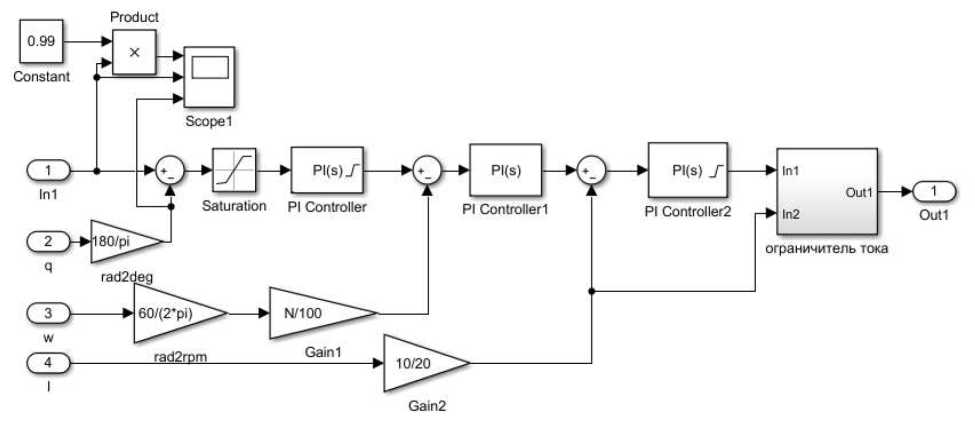 Product
0.99
×
Constant
Scope1
1
In1
+
−
Saturation
PI(s)
PI Controller
+
−
PI(s)
PI Controller1
+
−
PI(s)
PI Controller2
In1
In2
Out1
ограничитель тока
1
Out1
2
q
180/pi
rad2deg
3
w
60/(2*pi)
rad2rpm
N/100
Gain1
4
I
10/20
Gain2